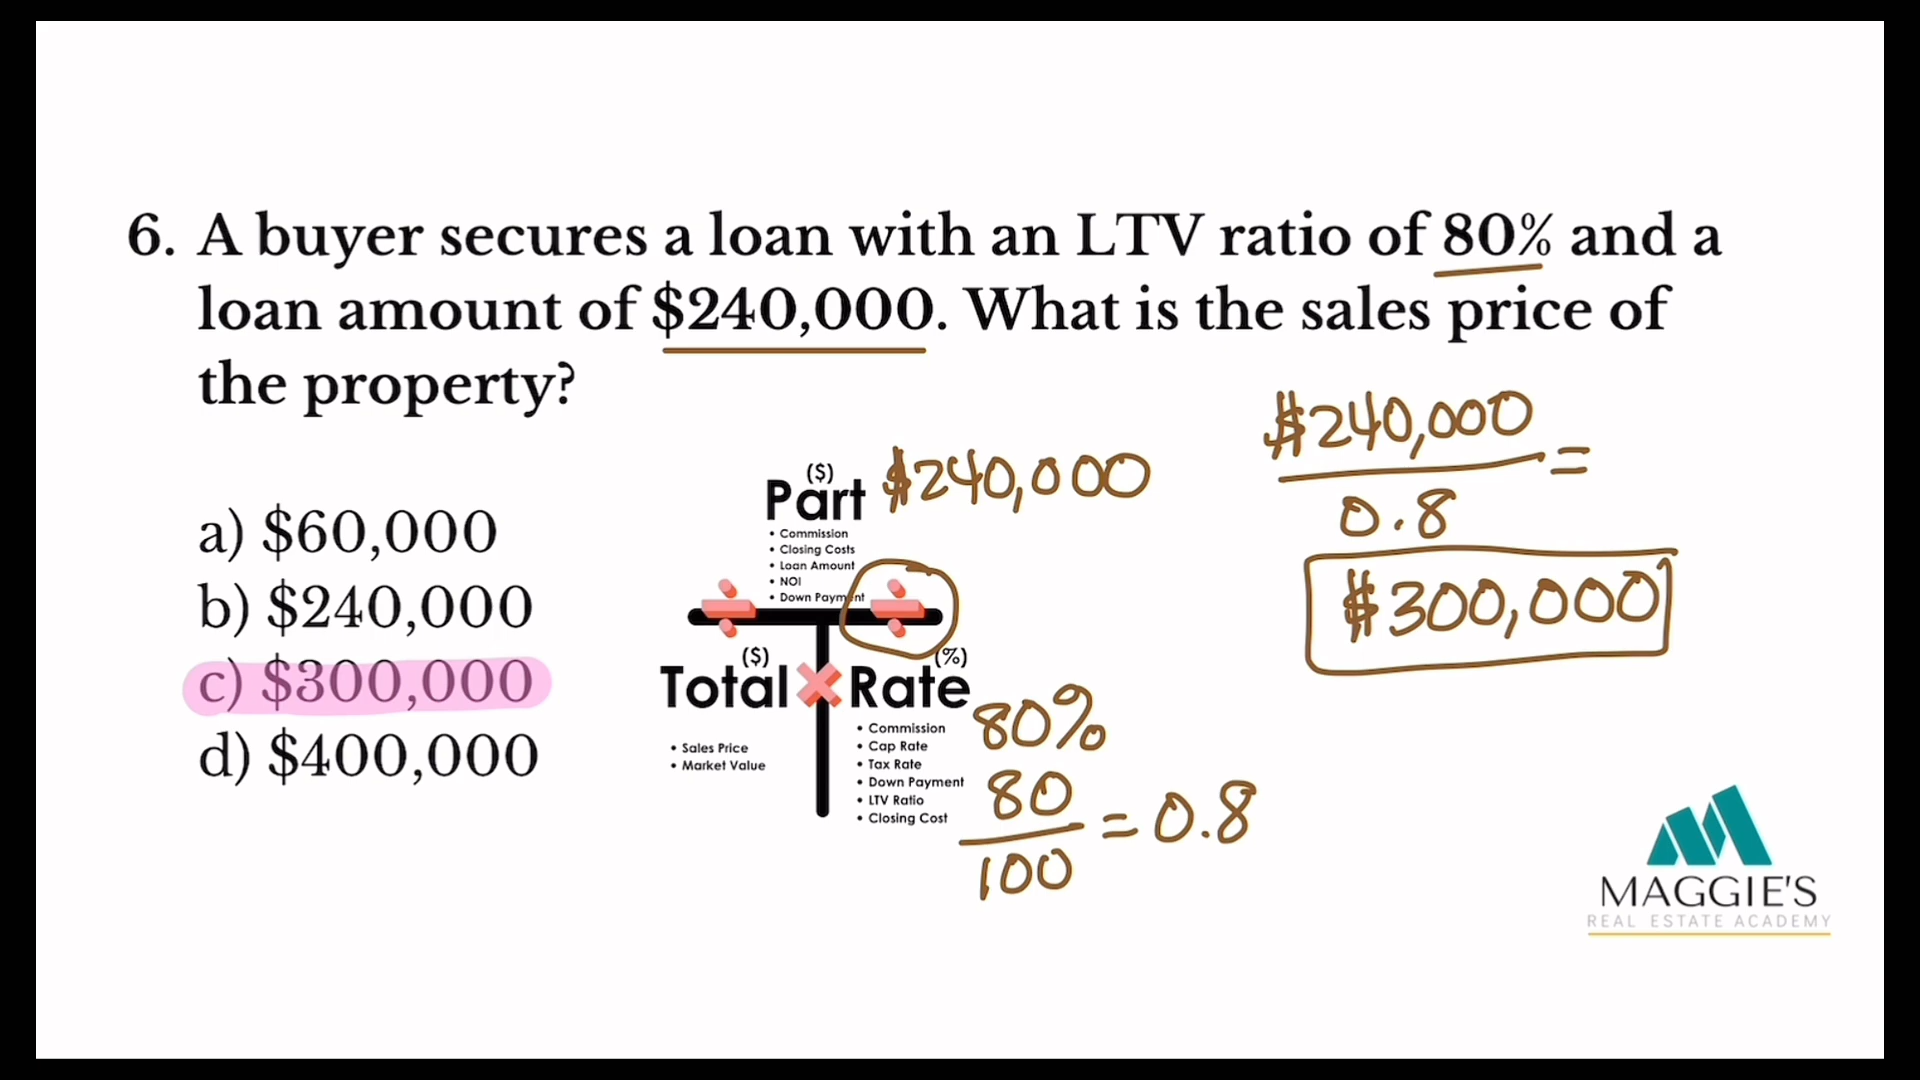 6. A buyer secures a loan with an LTV ratio of 80% and a
loan amount of $240,000. What is the sales price of
the property?
a) $60,000
b) $240,000
c) $300,000
d) $400,000
($)
Part
$240,000
• Commission
• Closing Costs
• Loan Amount
• NOI
• Down Payment
÷ ÷
($) (%)
Total × Rate
• Sales Price
• Market Value
• Commission
• Cap Rate
• Tax Rate
• Down Payment
• LTV Ratio
• Closing Cost
80%
80
100
= 0.8
$240,000
=
0.8
$300,000
MAGGIE'S
REAL ESTATE ACADEMY